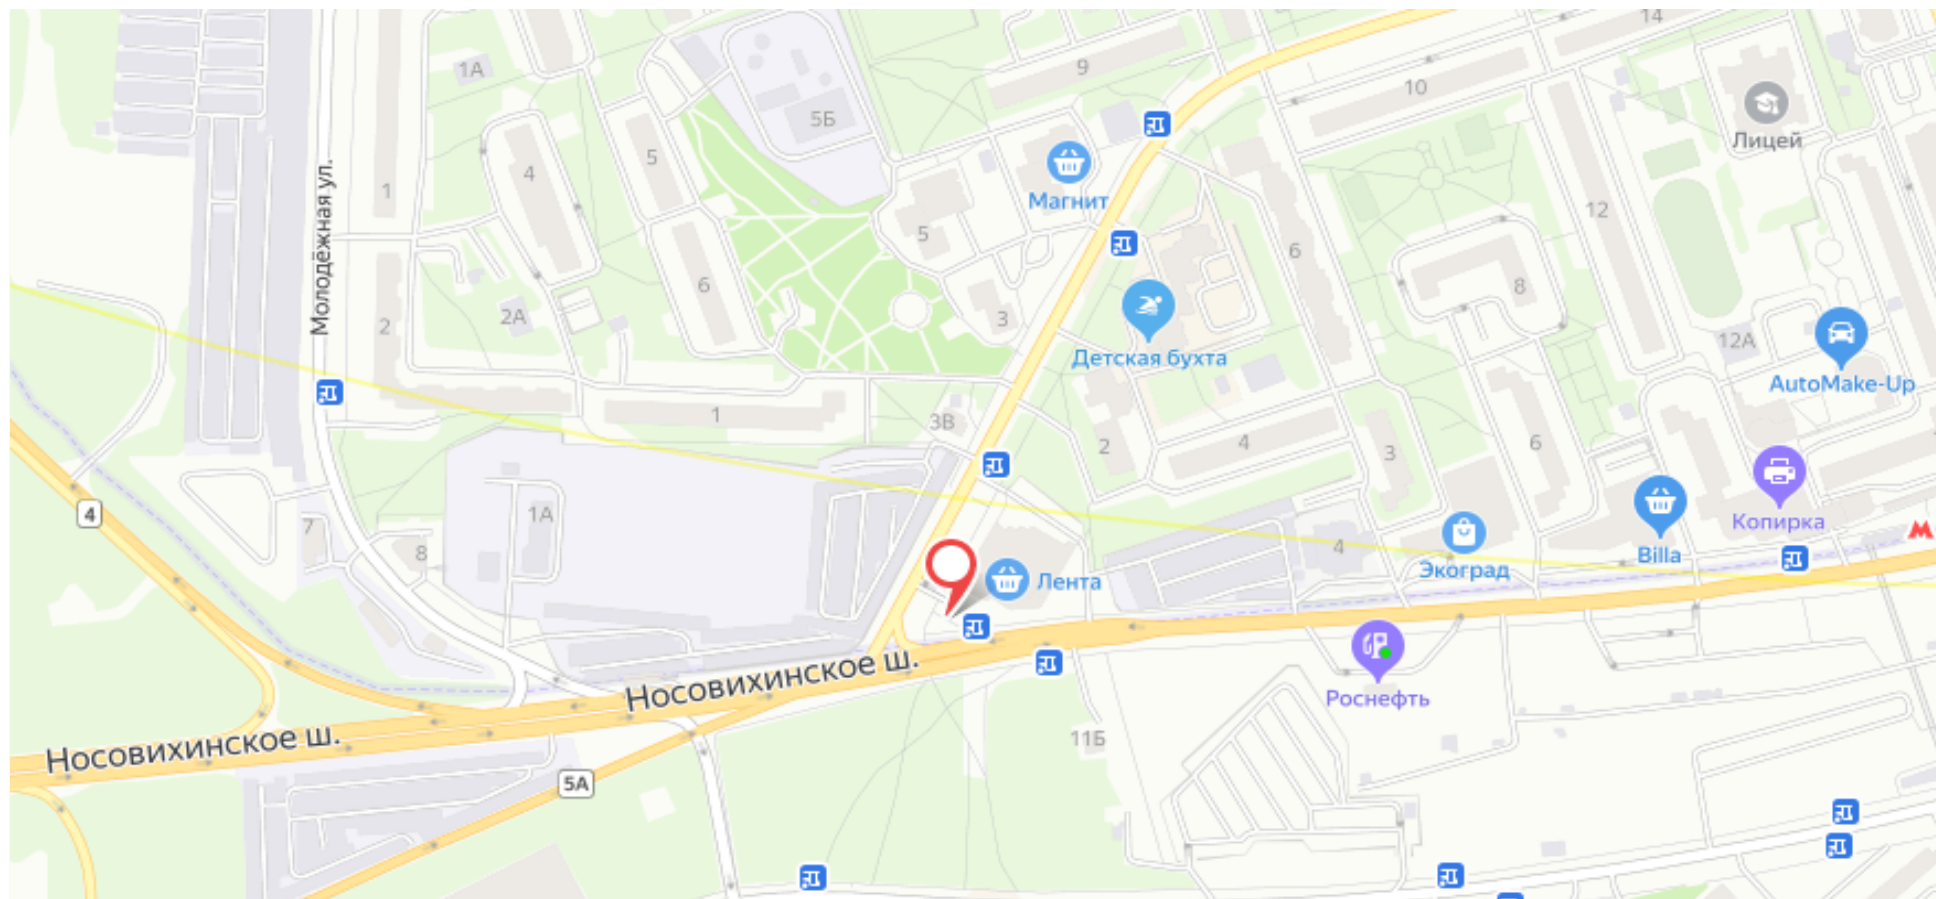 14
9
1А
10
5Б
Лицей
5
4
Магнит
1
Молодёжная ул.
12
5
6
6
8
2А
3
2
12А
Детская бухта
AutoMake-Up
1
3В
2
4
3
6
4
1А
7
Копирка
8
4
Billa
Экоград
Лента
Носовихинское ш.
Роснефть
Носовихинское ш.
11Б
5А